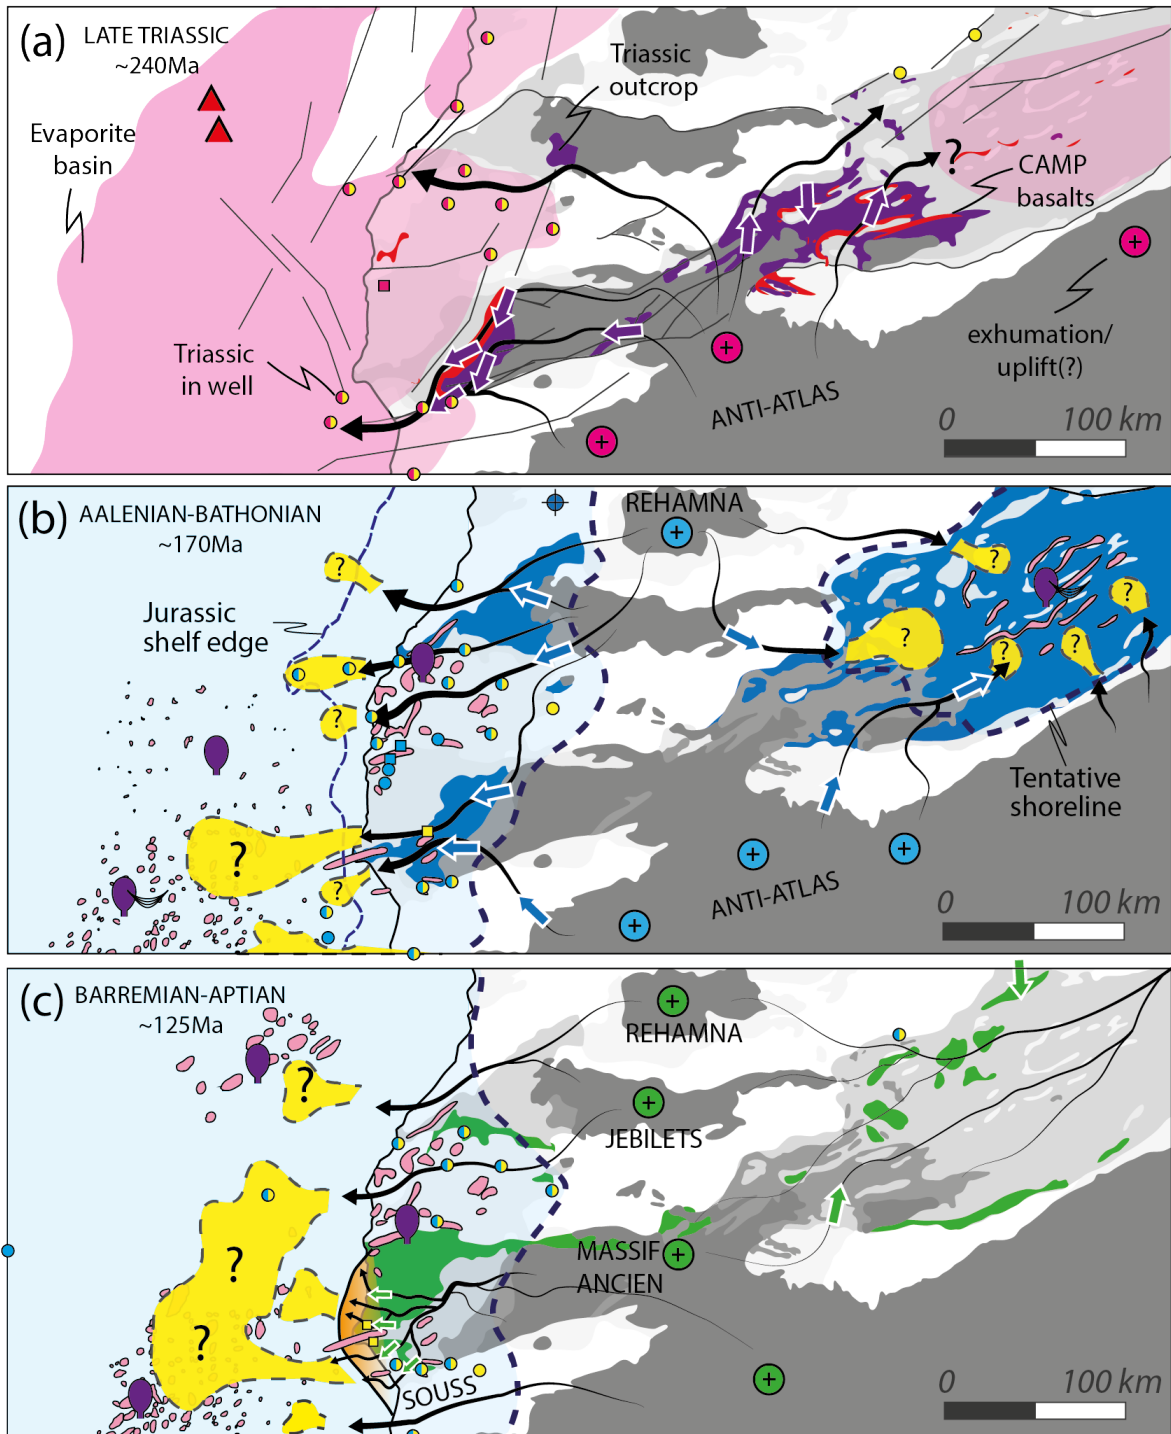 (a)
LATE TRIASSIC
~240Ma
Evaporite
basin
Triassic
outcrop
?
CAMP
basalts
exhumation/
uplift(?)
Triassic
in well
ANTI-ATLAS
0 100 km
(b)
AALENIAN-BATHONIAN
~170Ma
REHAMNA
?
?
Jurassic
shelf edge
?
?
?
?
?
Tentative
shoreline
?
?
ANTI-ATLAS
0 100 km
(c)
BARREMIAN-APTIAN
~125Ma
REHAMNA
?
JEBILETS
?
MASSIF
ANCIEN
?
SOUSS
0 100 km